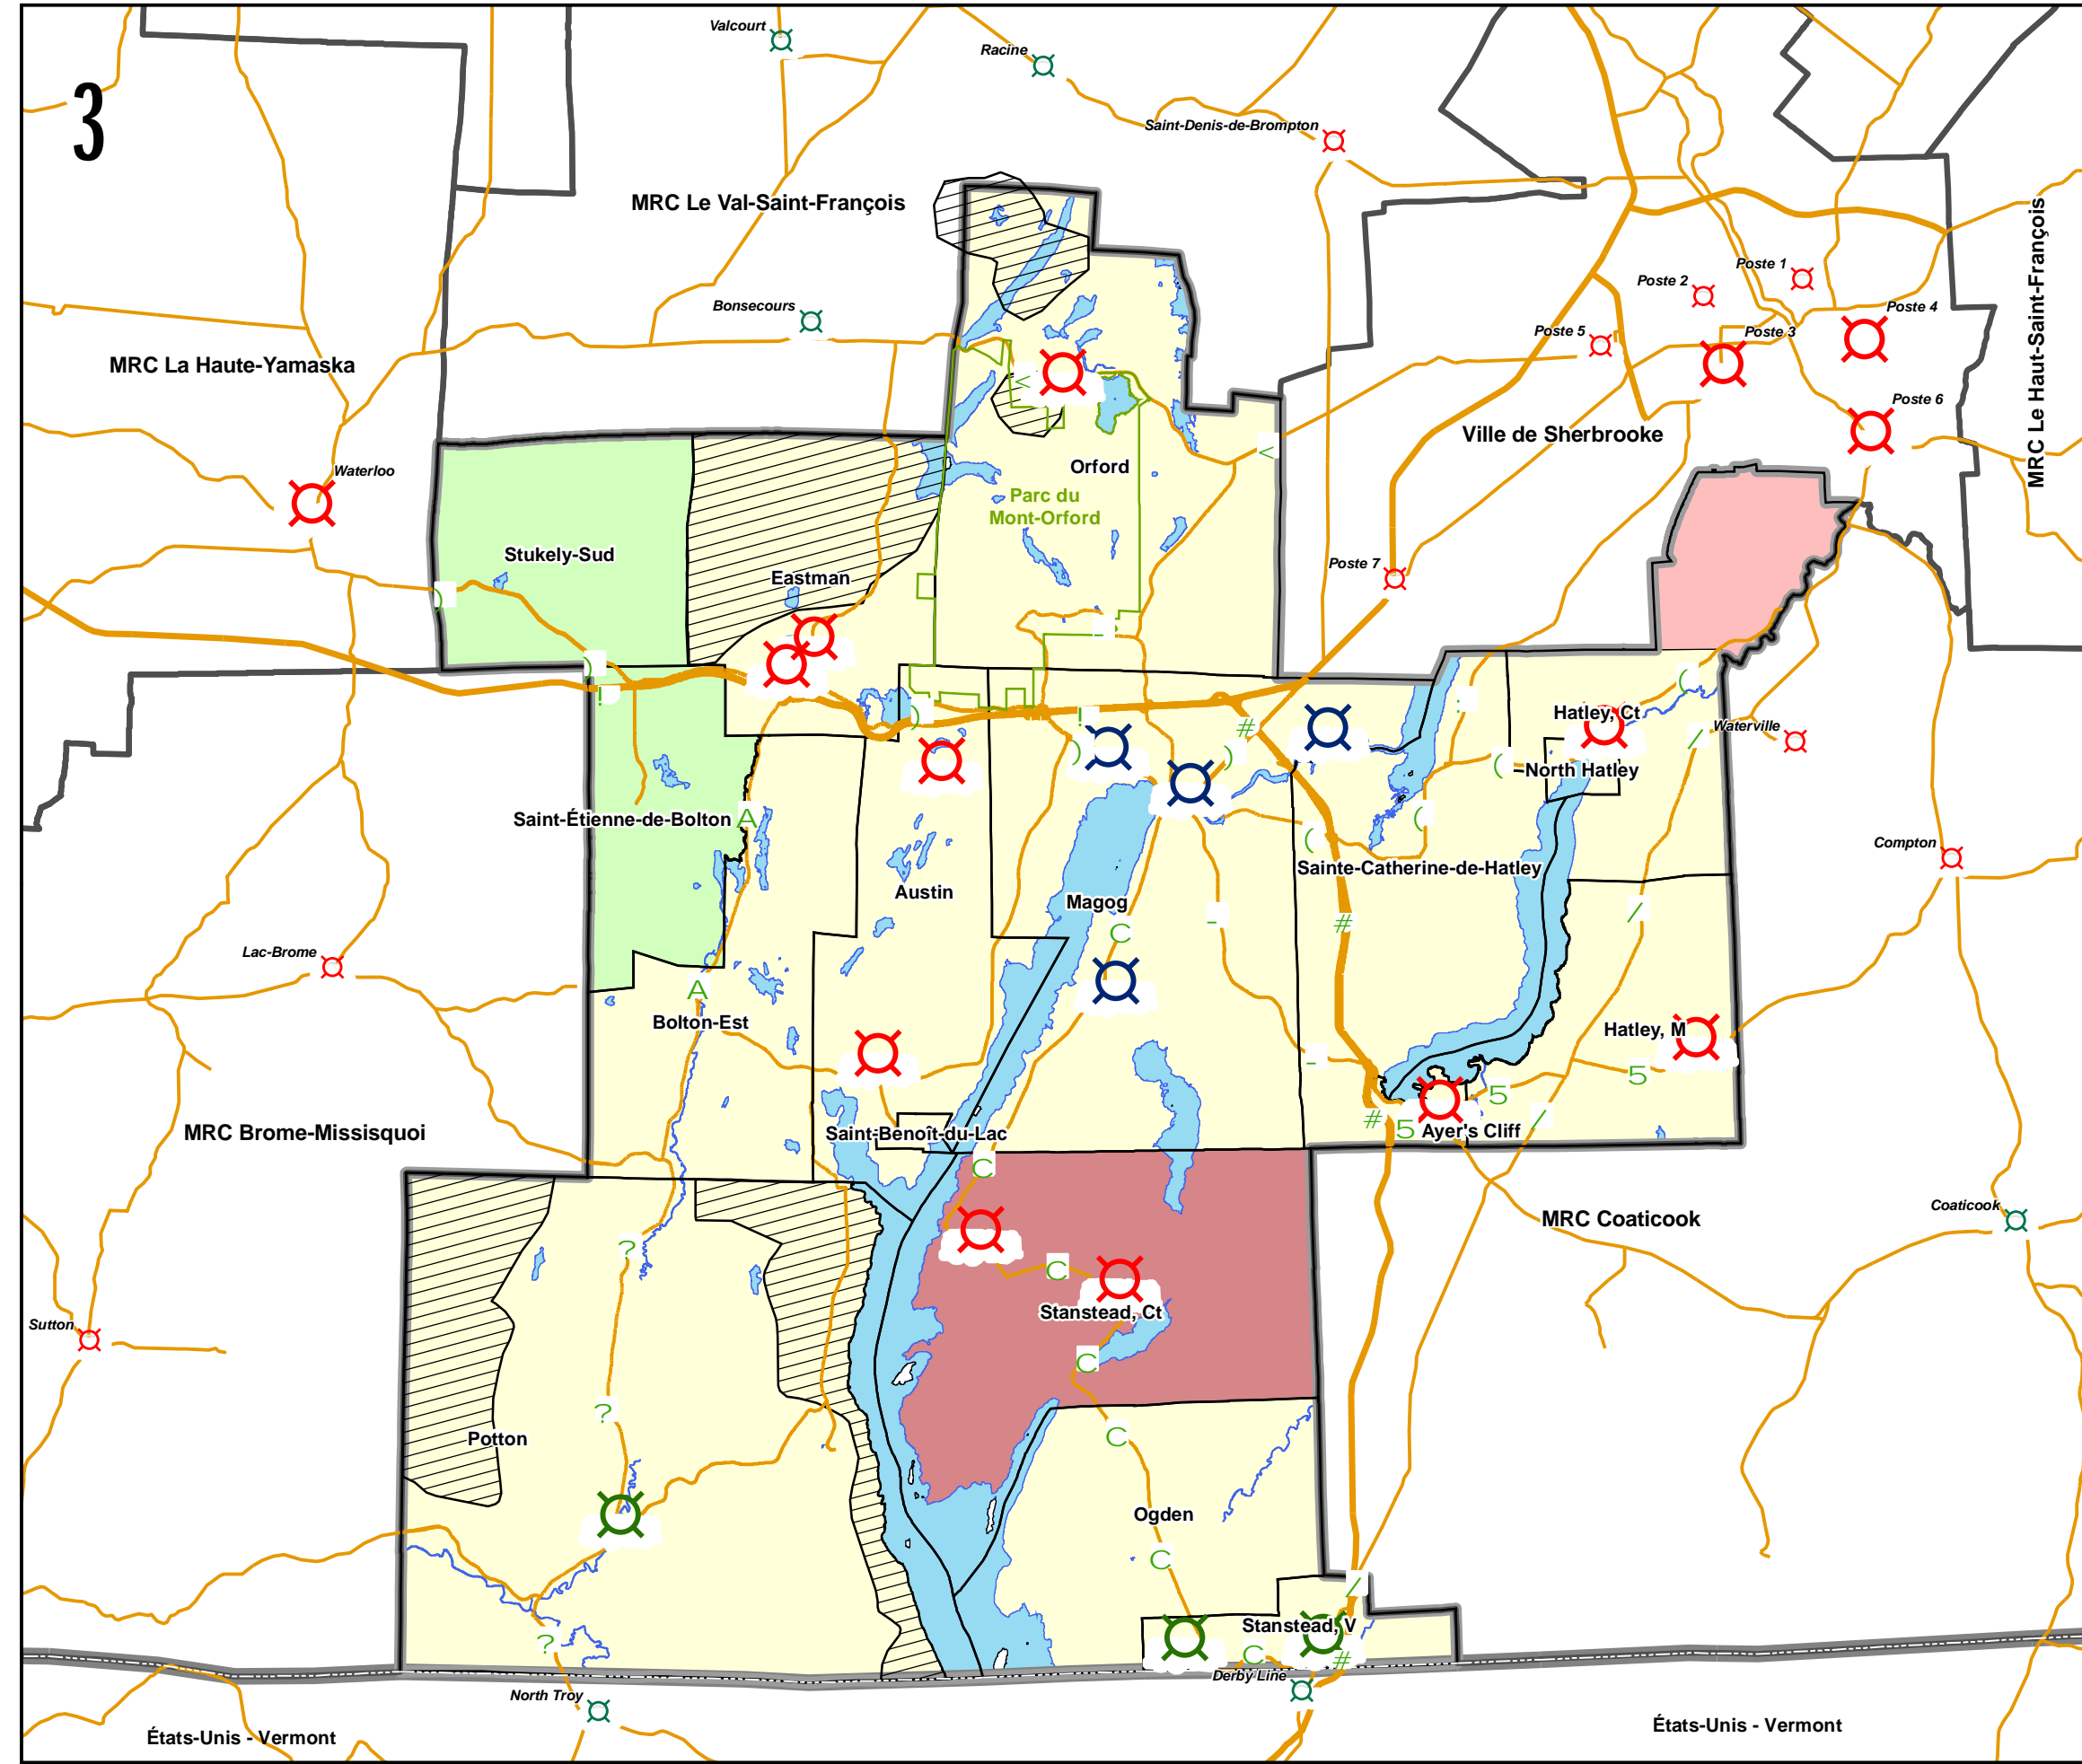 3
Valcourt
Racine
Saint-Denis-de-Brompton
MRC Le Val-Saint-François
MRC Le Haut-Saint-François
Poste 1
Poste 2
Poste 4
Bonsecours
Poste 5
Poste 3
MRC La Haute-Yamaska
<
Poste 6
Ville de Sherbrooke
<
Waterloo
Orford
Parc du
Mont-Orford
Stukely-Sud
Eastman
Poste 7
)
)
!
(
:
Hatley, Ct
)
!
#
/
Waterville
)
)
(
North Hatley
Saint-Étienne-de-Bolton
A
(
(
Compton
Sainte-Catherine-de-Hatley
Austin
Magog
-
/
C
#
Lac-Brome
A
Bolton-Est
Hatley, M
-
5
5
MRC Brome-Missisquoi
Saint-Benoît-du-Lac
#
5
Ayer's Cliff
/
C
Coaticook
MRC Coaticook
?
C
Stanstead, Ct
Sutton
C
?
Potton
C
Ogden
C
/
Stanstead, V
?
C
#
Derby Line
North Troy
États-Unis - Vermont
États-Unis - Vermont